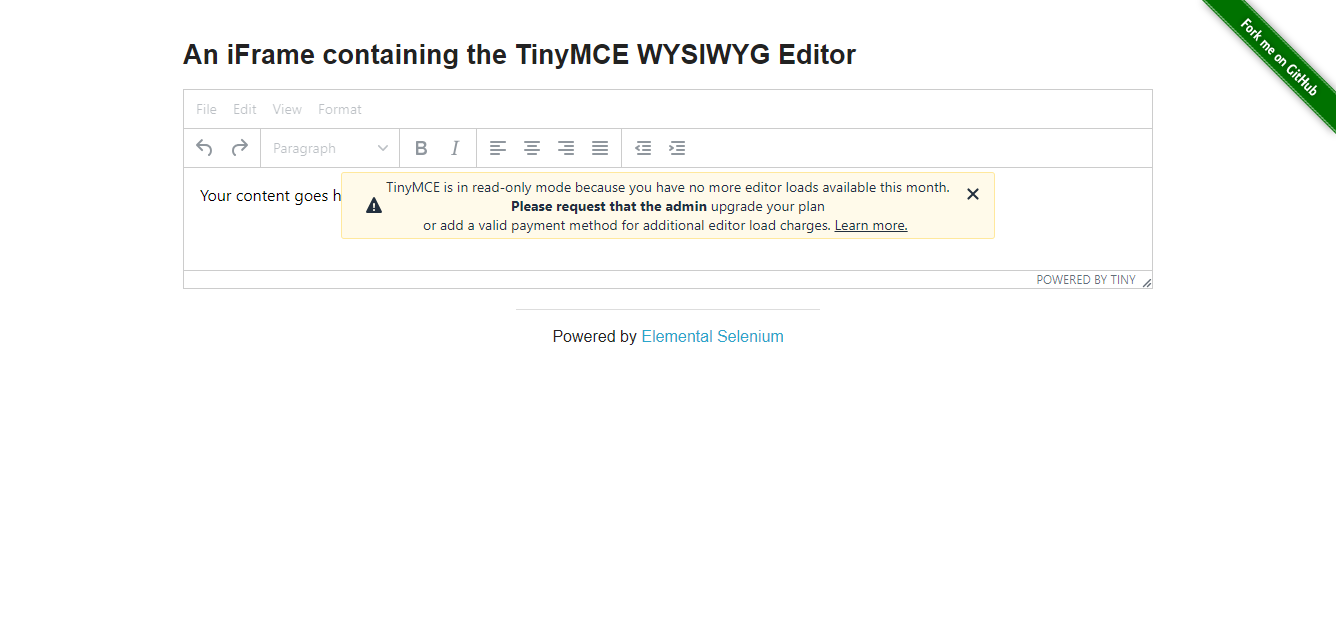 Fork me on GitHub
An iFrame containing the TinyMCE WYSIWYG Editor
File Edit View Format
Paragraph B I
Your content goes h
TinyMCE is in read-only mode because you have no more editor loads available this month.
Please request that the admin upgrade your plan
or add a valid payment method for additional editor load charges. Learn more.
POWERED BY TINY
Powered by Elemental Selenium